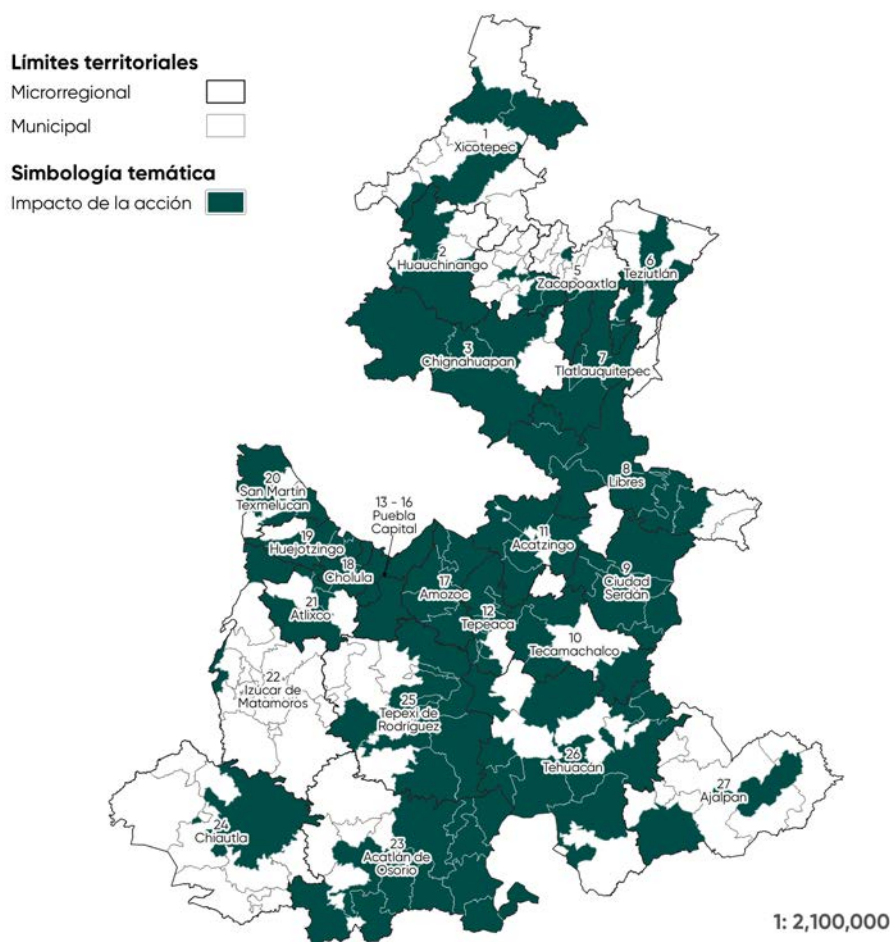 Límites territoriales
Microrregional
Municipal
Simbología temática
Impacto de la acción
1
Xicotepec
2
Huauchinango
5
Zacapoaxtla
6
Teziutlán
3
Chignahuapan
7
Tlatlauquitepec
8
Libres
20
San Martín
Texmelucan
13 - 16
Puebla
Capital
11
Acatzingo
19
Huejotzingo
18
Cholula
17
Amozoc
9
Ciudad
Serdán
21
Atlixco
12
Tepeaca
10
Tecamachalco
22
Izúcar de
Matamoros
25
Tepexi de
Rodríguez
26
Tehuacán
27
Ajalpan
24
Chiautla
23
Acatlán de
Osorio
1: 2,100,000